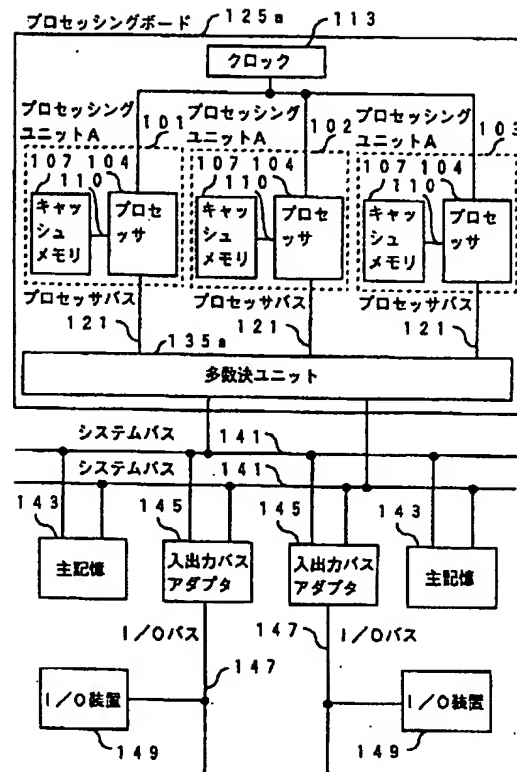 プロセッシングボード
125a
113
クロック
プロセッシング
ユニットA
101
プロセッシング
ユニットA
102
プロセッシング
ユニットA
103
107 104
110
107 104
110
107 104
110
キャッ
シュ
メモリ
プロセ
ッサ
キャッ
シュ
メモリ
プロセ
ッサ
キャッ
シュ
メモリ
プロセ
ッサ
プロセッサバス
プロセッサバス
プロセッサバス
121
121
121
135a
多数決ユニット
システムバス
141
システムバス
141
143
145
145
143
主記憶
入出力バス
アダプタ
入出力バス
アダプタ
主記憶
I/Oバス
147
I/Oバス
147
I/O装置
I/O装置
149
149